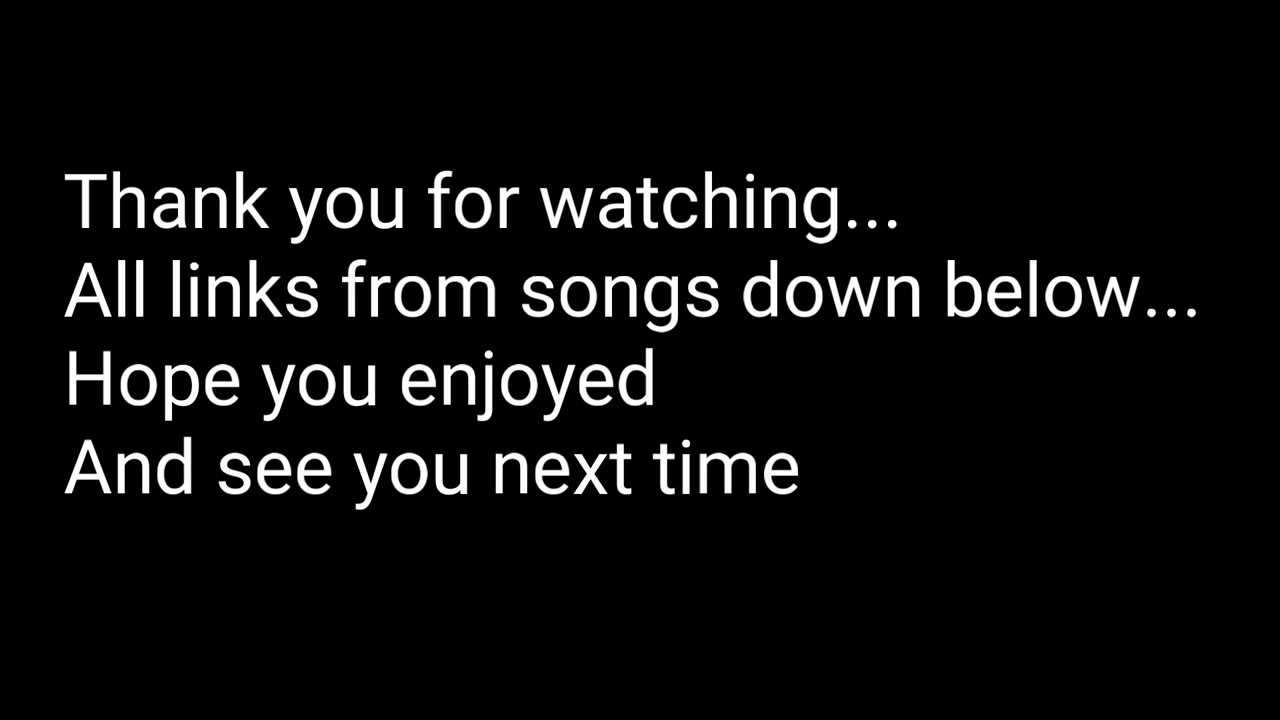 Thank you for watching...
All links from songs down below...
Hope you enjoyed
And see you next time